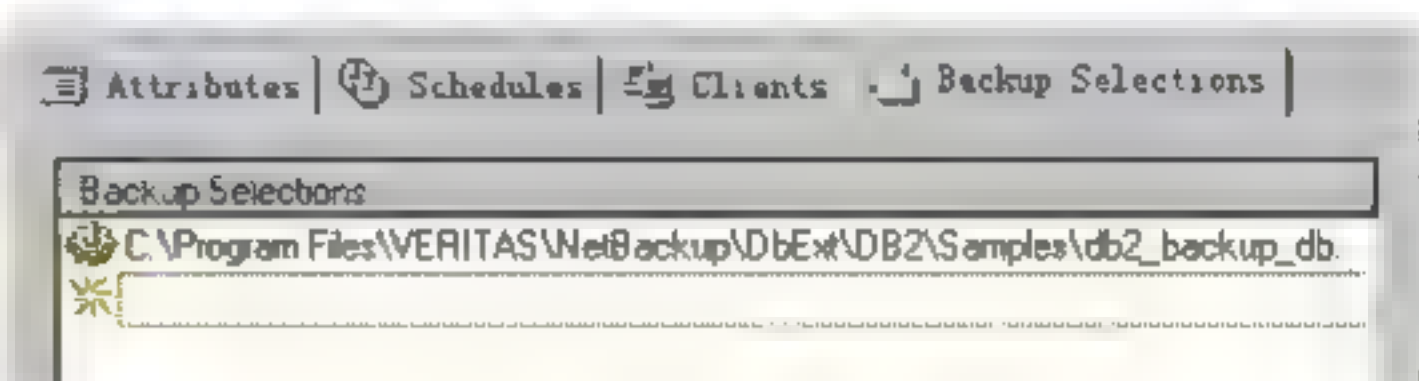 Attributes Schedules Clients Backup Selections
Backup Selections
C:\Program Files\VERITAS\NetBackup\DbExt\DB2\Samples\db2_backup_db.